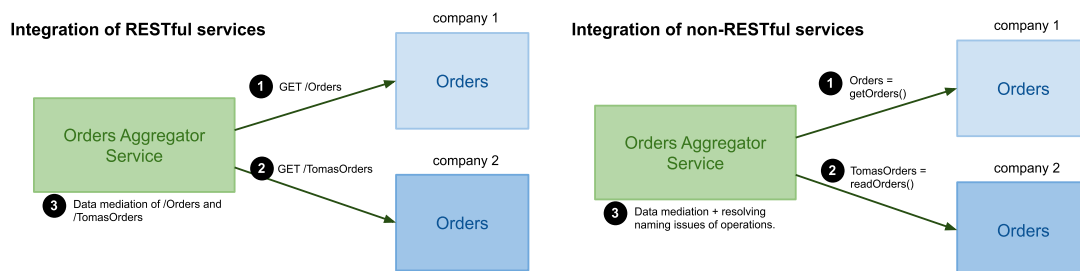 Integration of RESTful services
company 1
Orders
1 GET /Orders
Orders Aggregator
Service
company 2
2 GET /TomasOrders
Orders
3 Data mediation of /Orders and
/TomasOrders
Integration of non-RESTful services
company 1
Orders
1 Orders =
getOrders()
Orders Aggregator
Service
company 2
2 TomasOrders =
readOrders()
Orders
3 Data mediation + resolving
naming issues of operations.